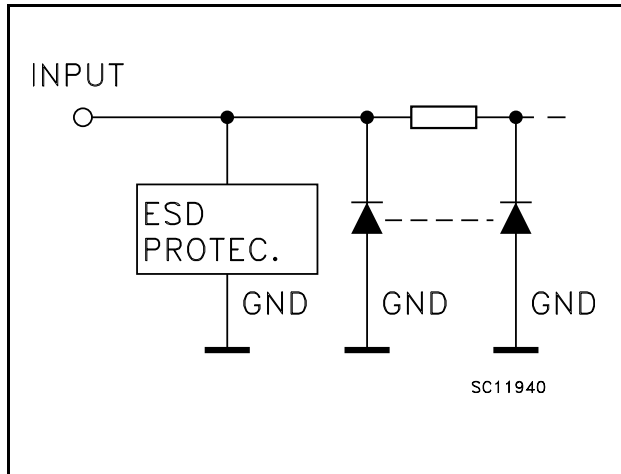 INPUT
ESD
PROTEC.
GND
GND
GND
SC11940